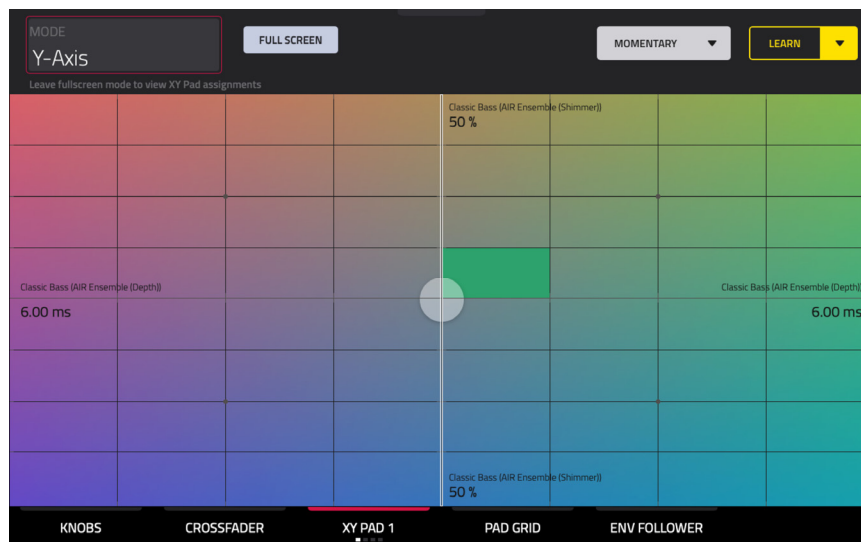 MODE
Y-Axis
FULL SCREEN
MOMENTARY
LEARN
Leave fullscreen mode to view XY Pad assignments
Classic Bass (AIR Ensemble (Shimmer))
50 %
Classic Bass (AIR Ensemble (Depth))
6.00 ms
Classic Bass (AIR Ensemble (Depth))
6.00 ms
Classic Bass (AIR Ensemble (Shimmer))
50 %
KNOBS
CROSSFADER
XY PAD 1
PAD GRID
ENV FOLLOWER